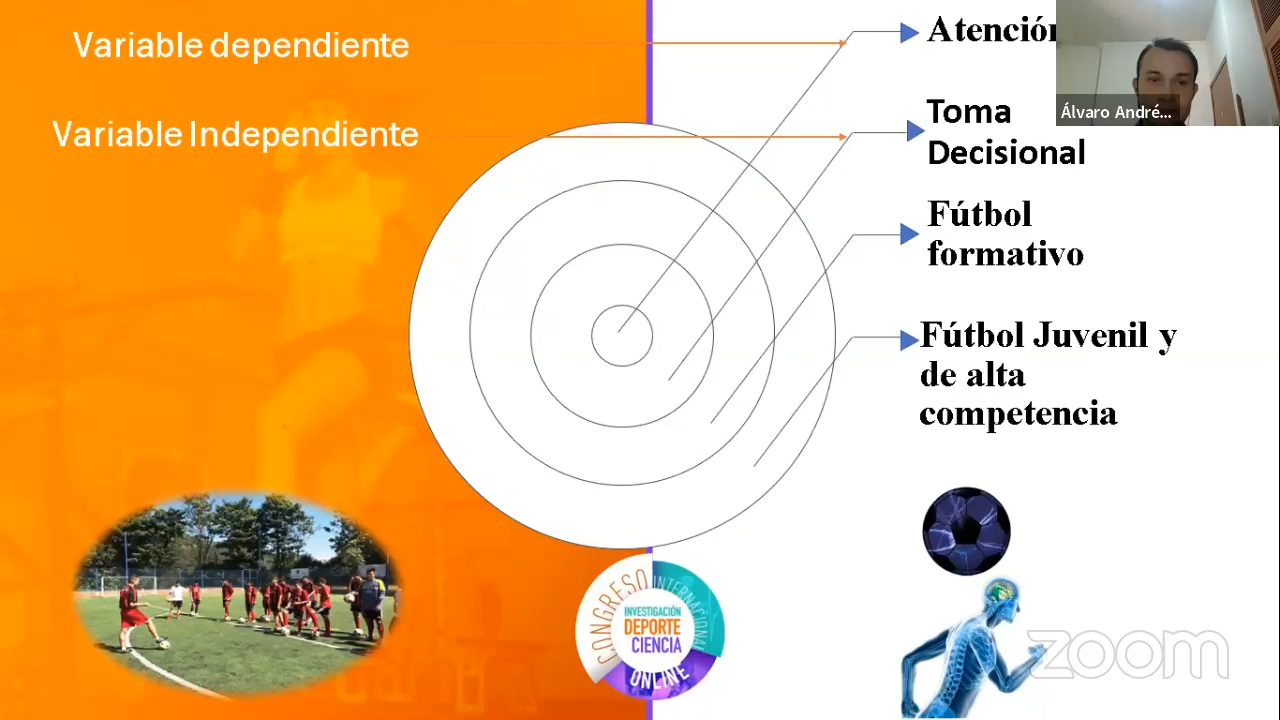 Variable dependiente
Variable Independiente
Atención
Toma
Decisional
Fútbol
formativo
Fútbol Juvenil y
de alta
competencia
Álvaro André...
CONGRESO INTERNACIONAL
INVESTIGACIÓN
DEPORTE
CIENCIA
ONLINE
zoom